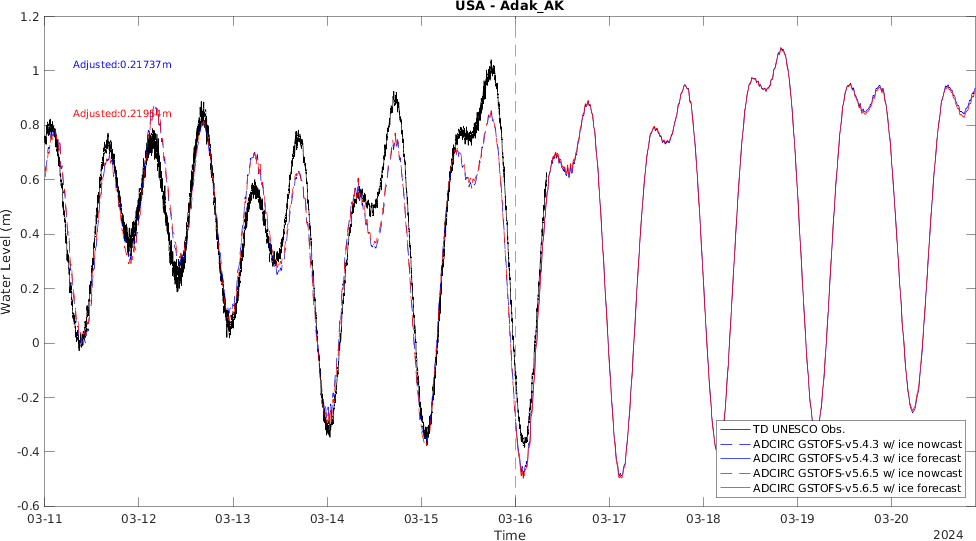 USA - Adak_AK
1.2
1
0.8
0.6
0.4
0.2
0
-0.2
-0.4
-0.6
Water Level (m)
Adjusted:0.21737m
Adjusted:0.21954m
TD UNESCO Obs.
ADCIRC GSTOFS-v5.4.3 w/ ice nowcast
ADCIRC GSTOFS-v5.4.3 w/ ice forecast
ADCIRC GSTOFS-v5.6.5 w/ ice nowcast
ADCIRC GSTOFS-v5.6.5 w/ ice forecast
03-11 03-12 03-13 03-14 03-15 03-16 03-17 03-18 03-19 03-20
Time
2024